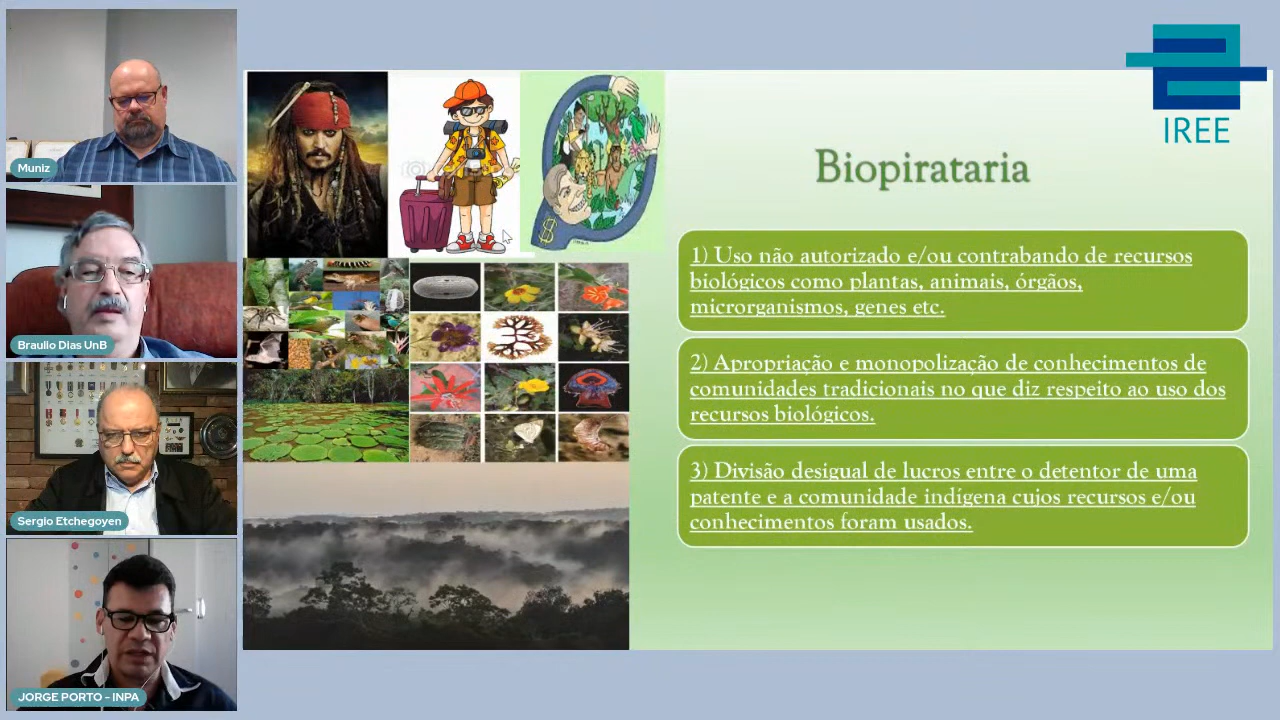 Muniz
Braulio Dias UnB
Sergio Etchegoyen
JORGE PORTO - INPA
IREE
Biopirataria
1) Uso não autorizado e/ou contrabando de recursos
biológicos como plantas, animais, órgãos,
microrganismos, genes etc.
2) Apropriação e monopolização de conhecimentos de
comunidades tradicionais no que diz respeito ao uso dos
recursos biológicos.
3) Divisão desigual de lucros entre o detentor de uma
patente e a comunidade indígena cujos recursos e/ou
conhecimentos foram usados.
$